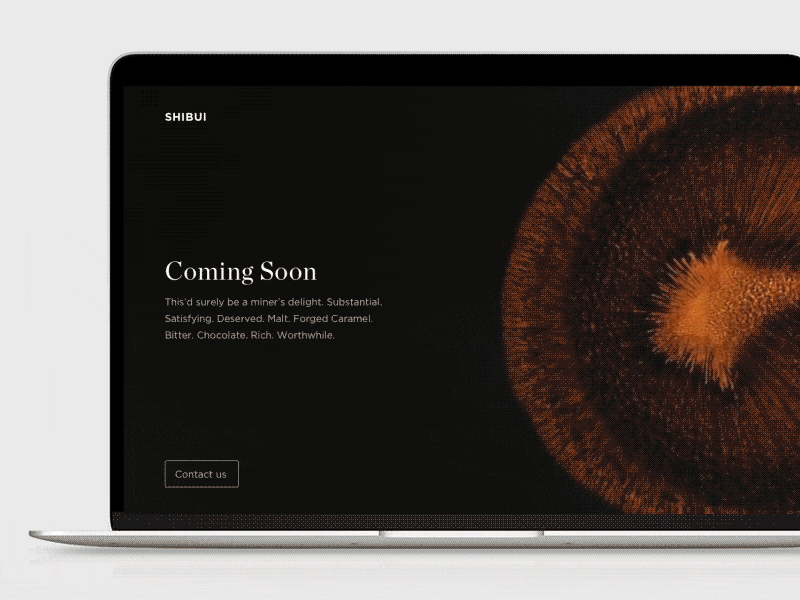 SHIBUI
Coming Soon
This'd surely be a miner's delight. Substantial.
Satisfying. Deserved. Malt. Forged Caramel.
Bitter. Chocolate. Rich. Worthwhile.
Contact us